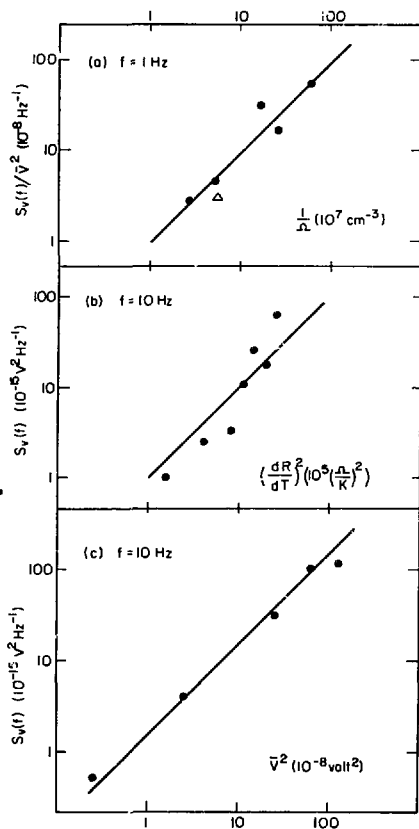 1 10 100
(a) f = 1 Hz
100
10
1
S_v(f)/V̄² (10⁻⁸ Hz⁻¹)
1/Ω (10⁷ cm⁻³)
(b) f = 10 Hz
100
10
1
S_v(f) (10⁻¹⁵ V² Hz⁻¹)
(dR/dT)² (10⁵ (Ω/K)²)
(c) f = 10 Hz
100
10
1
S_v(f) (10⁻¹⁵ V² Hz⁻¹)
V̄² (10⁻⁸ volt²)
1 10 100